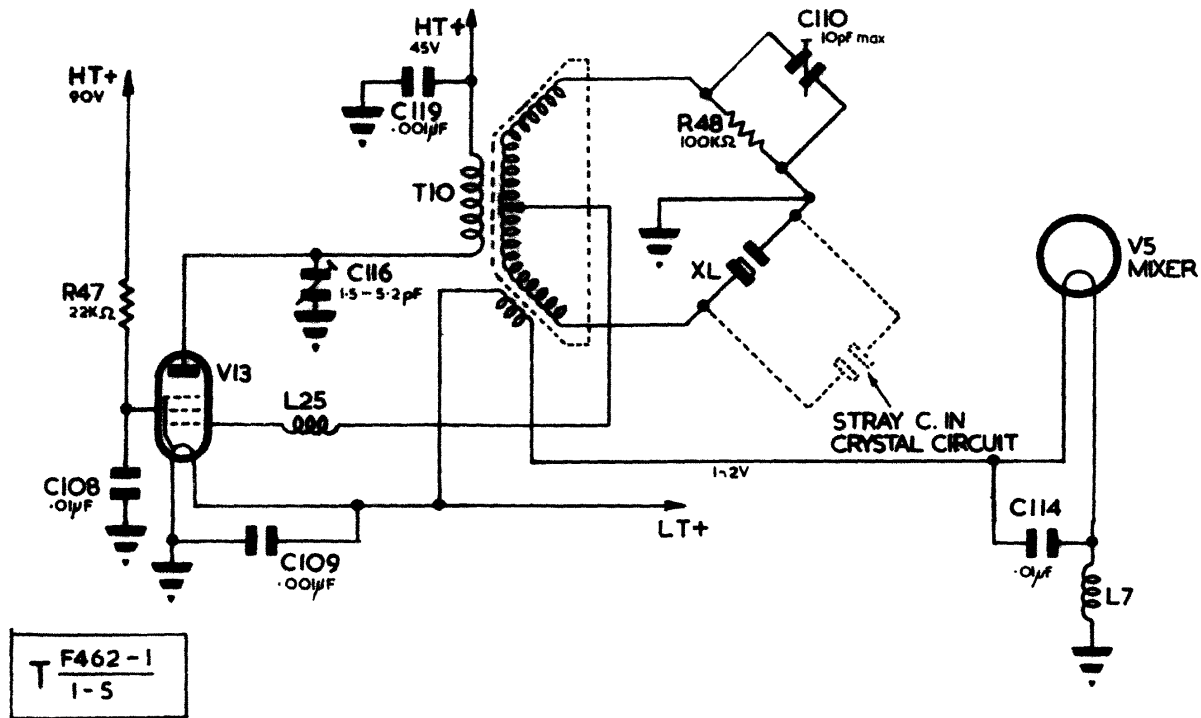 HT+
45V
C110
10pF max
HT+
90V
C119
.001µF
R48
100KΩ
T10
V5
MIXER
XL
C116
1·5-5·2pF
R47
22KΩ
V13
L25
STRAY C. IN
CRYSTAL CIRCUIT
C108
.01µF
C114
LT+
C109
.001µF
.01µF
L7
T F462-1
1-5